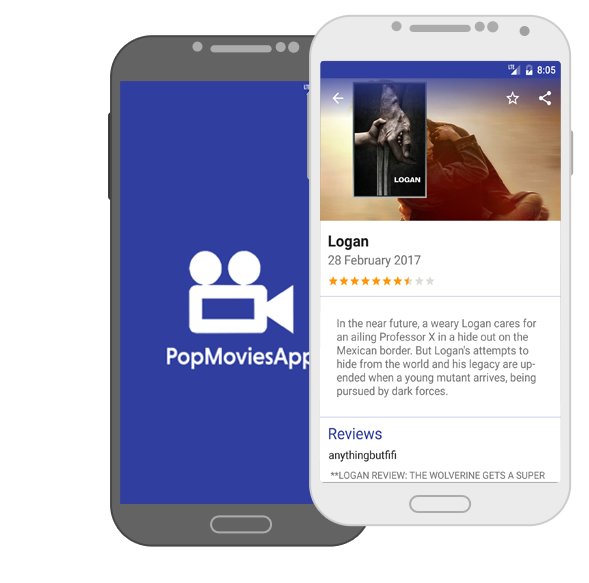 PopMoviesApp
LTE
8:05
LOGAN
Logan
28 February 2017
In the near future, a weary Logan cares for
an ailing Professor X in a hide out on the
Mexican border. But Logan's attempts to
hide from the world and his legacy are up-
ended when a young mutant arrives, being
pursued by dark forces.
Reviews
anythingbutfifi
**LOGAN REVIEW: THE WOLVERINE GETS A SUPER